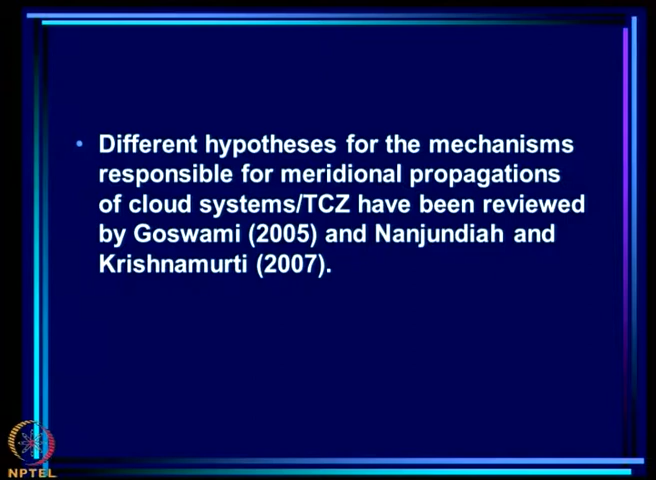 • Different hypotheses for the mechanisms
responsible for meridional propagations
of cloud systems/TCZ have been reviewed
by Goswami (2005) and Nanjundiah and
Krishnamurti (2007).
NPTEL